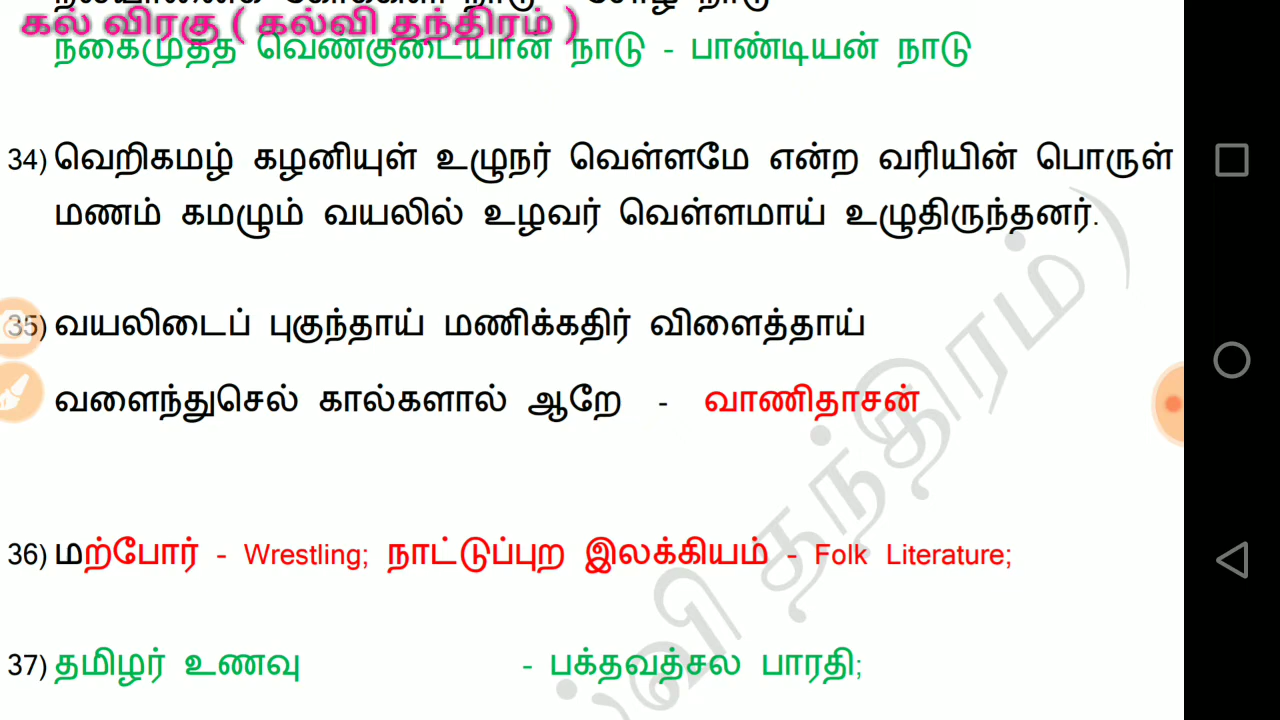 கல் விரகு ( கல்வி தந்திரம் )
நாடு சோழ நாடு
நகைமுத்த வெண்குடையான் நாடு - பாண்டியன் நாடு
34) வெறிகமழ் கழனியுள் உழுநர் வெள்ளமே என்ற வரியின் பொருள்
மணம் கமழும் வயலில் உழவர் வெள்ளமாய் உழுதிருந்தனர்.
35) வயலிடைப் புகுந்தாய் மணிக்கதிர் விளைத்தாய்
வளைந்துசெல் கால்களால் ஆறே - வாணிதாசன்
36) மற்போர் - Wrestling; நாட்டுப்புற இலக்கியம் - Folk Literature;
37) தமிழர் உணவு - பக்தவத்சல பாரதி;
தந்திரம் )